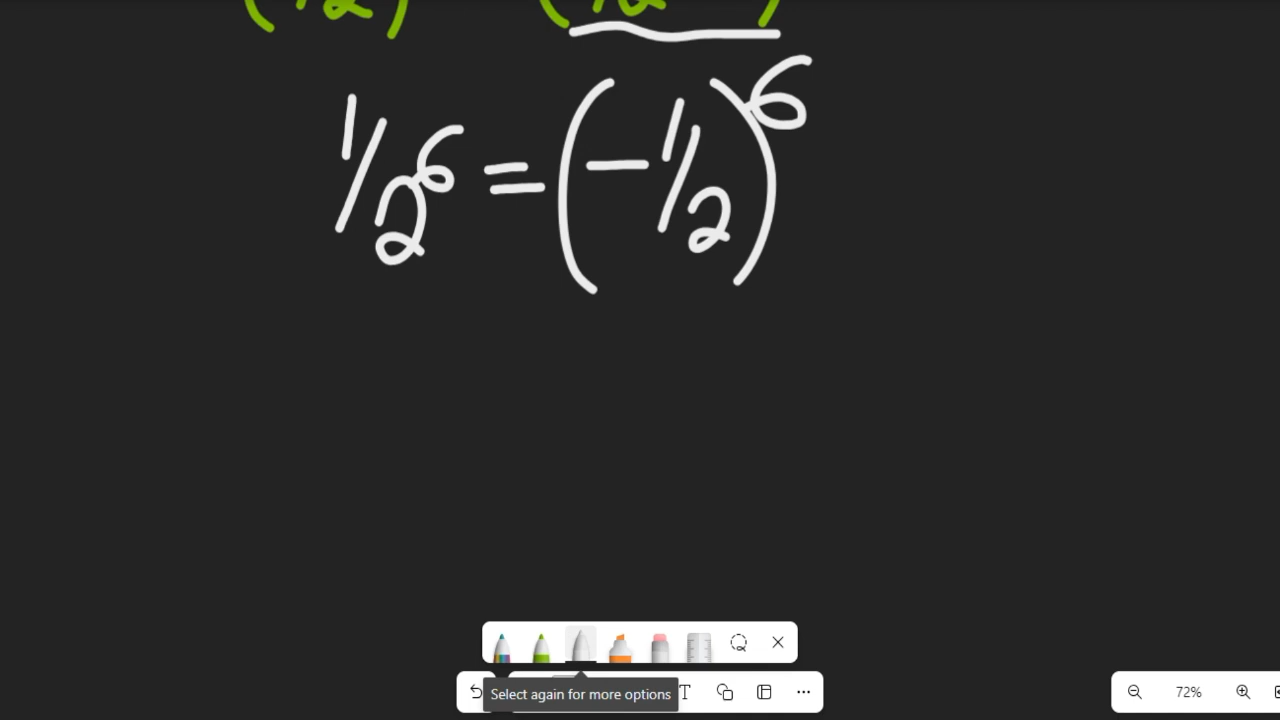 1/2⁶ = (-1/2)⁶
Select again for more options
T
72%